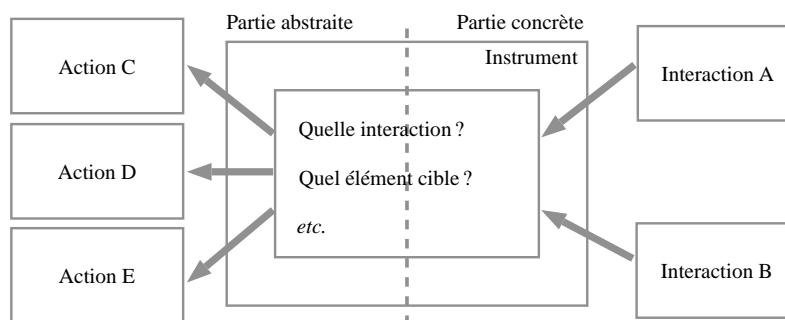 Partie abstraite
Partie concrète
Instrument
Action C
Action D
Action E
Quelle interaction ?
Quel élément cible ?
etc.
Interaction A
Interaction B